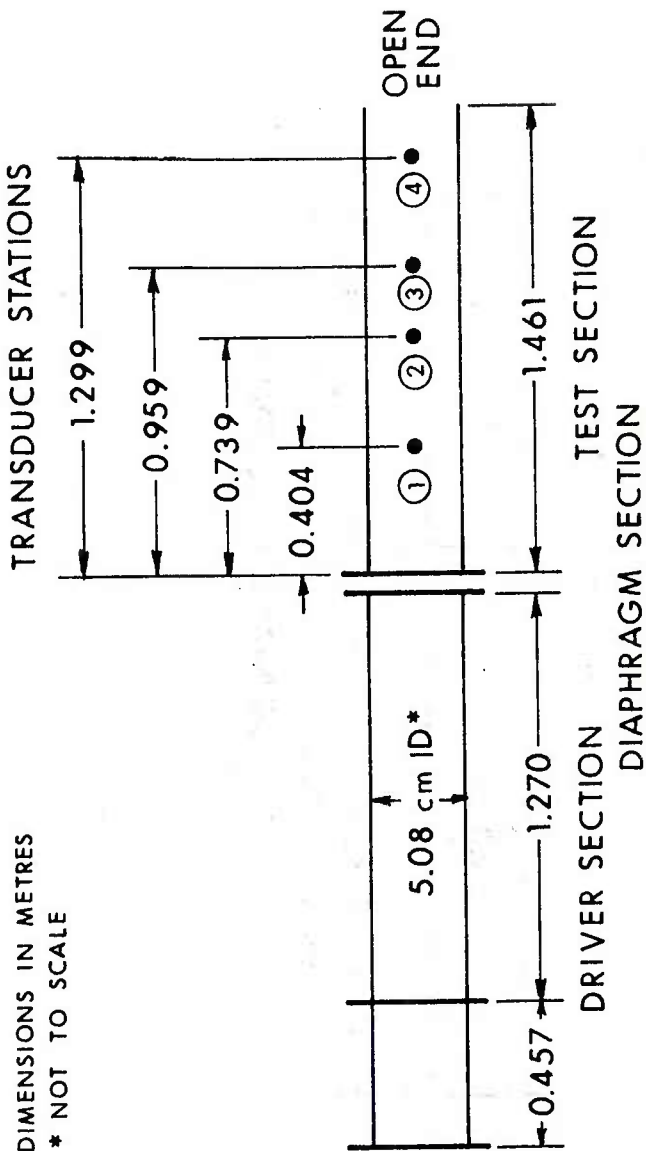 DIMENSIONS IN METRES
* NOT TO SCALE
TRANSDUCER STATIONS
1.299
0.959
0.739
0.404
1
2
3
4
OPEN
END
5.08 cm ID*
0.457
1.270
1.461
DRIVER SECTION
TEST SECTION
DIAPHRAGM SECTION